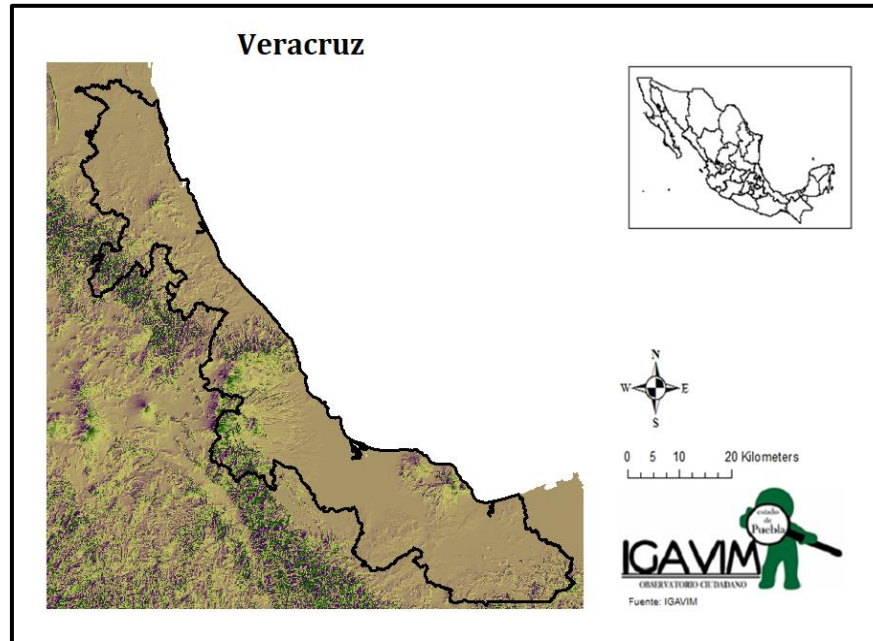 Veracruz
N
W E
S
0 5 10 20 Kilometers
estado
de
Puebla
IGAVIM
OBSERVATORIO CIUDADANO
Fuente: IGAVIM